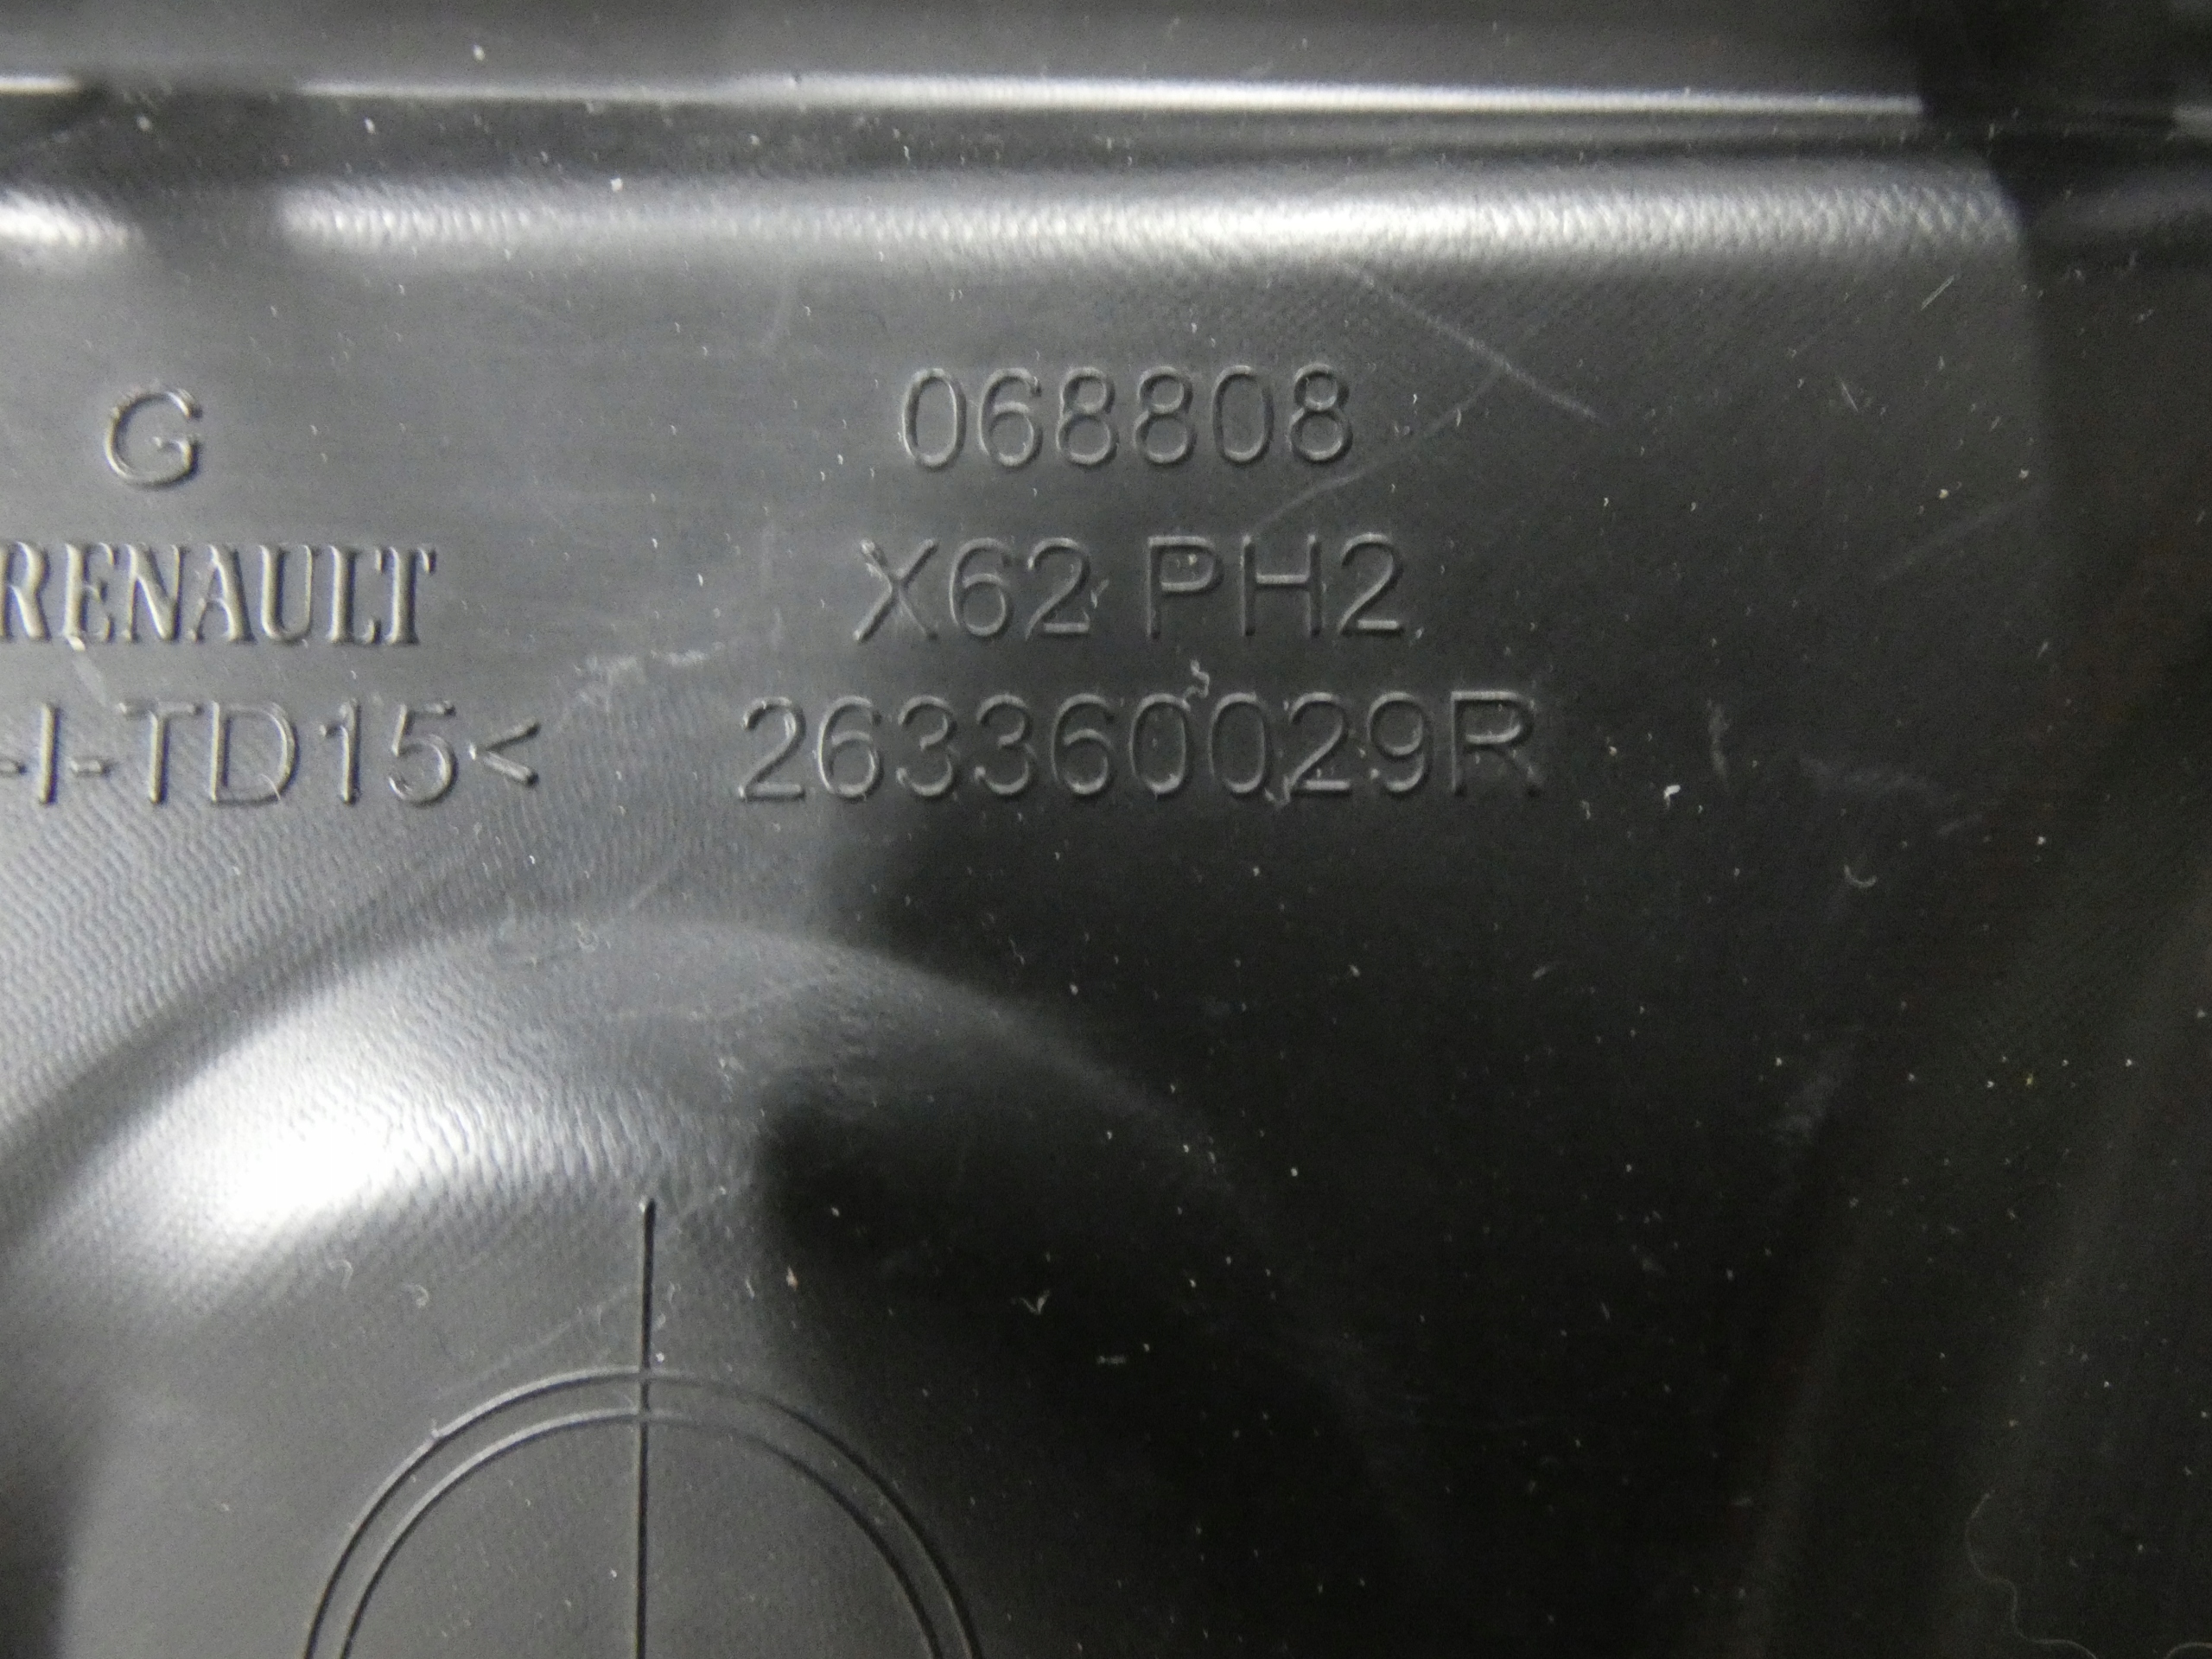 G
068808
RENAULT
X62 PH2
-I-TD15<
263360029R